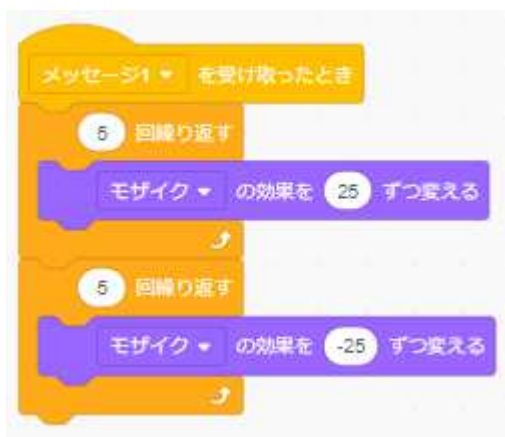 メッセージ1 を受け取ったとき
5 回繰り返す
モザイク の効果を 25 ずつ変える
5 回繰り返す
モザイク の効果を -25 ずつ変える